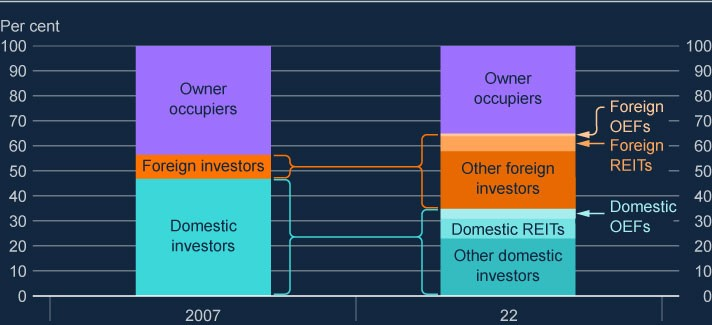 Per cent
100
90
80
70
60
50
40
30
20
10
0
Owner
occupiers
Foreign investors
Domestic
investors
Owner
occupiers
Other foreign
investors
Domestic REITs
Other domestic
investors
Foreign
OEFs
Foreign
REITs
Domestic
OEFs
100
90
80
70
60
50
40
30
20
10
0
2007
22